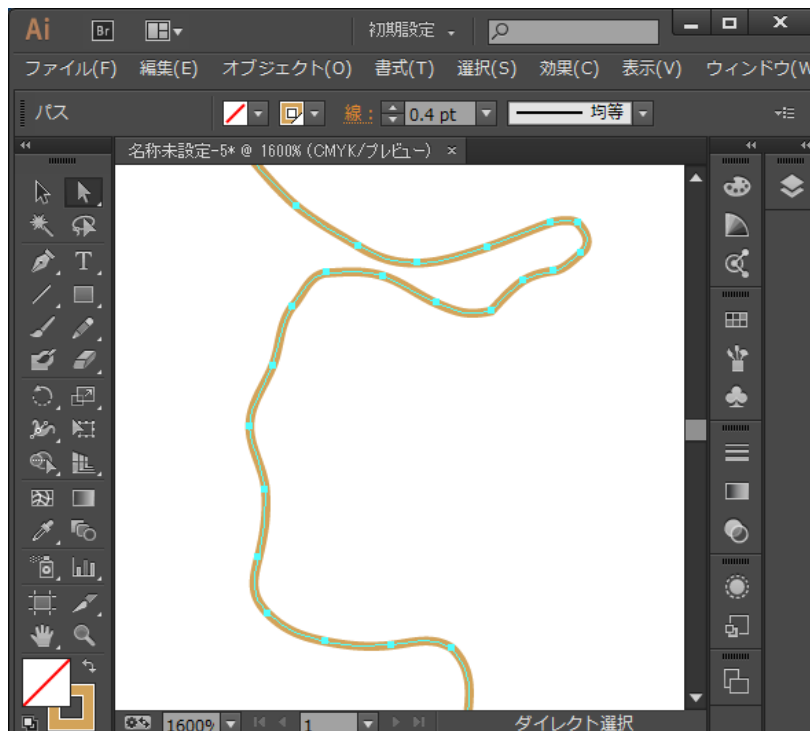 Ai Br 初期設定
ファイル(F) 編集(E) オブジェクト(O) 書式(T) 選択(S) 効果(C) 表示(V) ウィンドウ(W
パス 線: 0.4 pt 均等
名称未設定-5* @ 1600% (CMYK/プレビュー) ×
T
1600% 1 ダイレクト選択